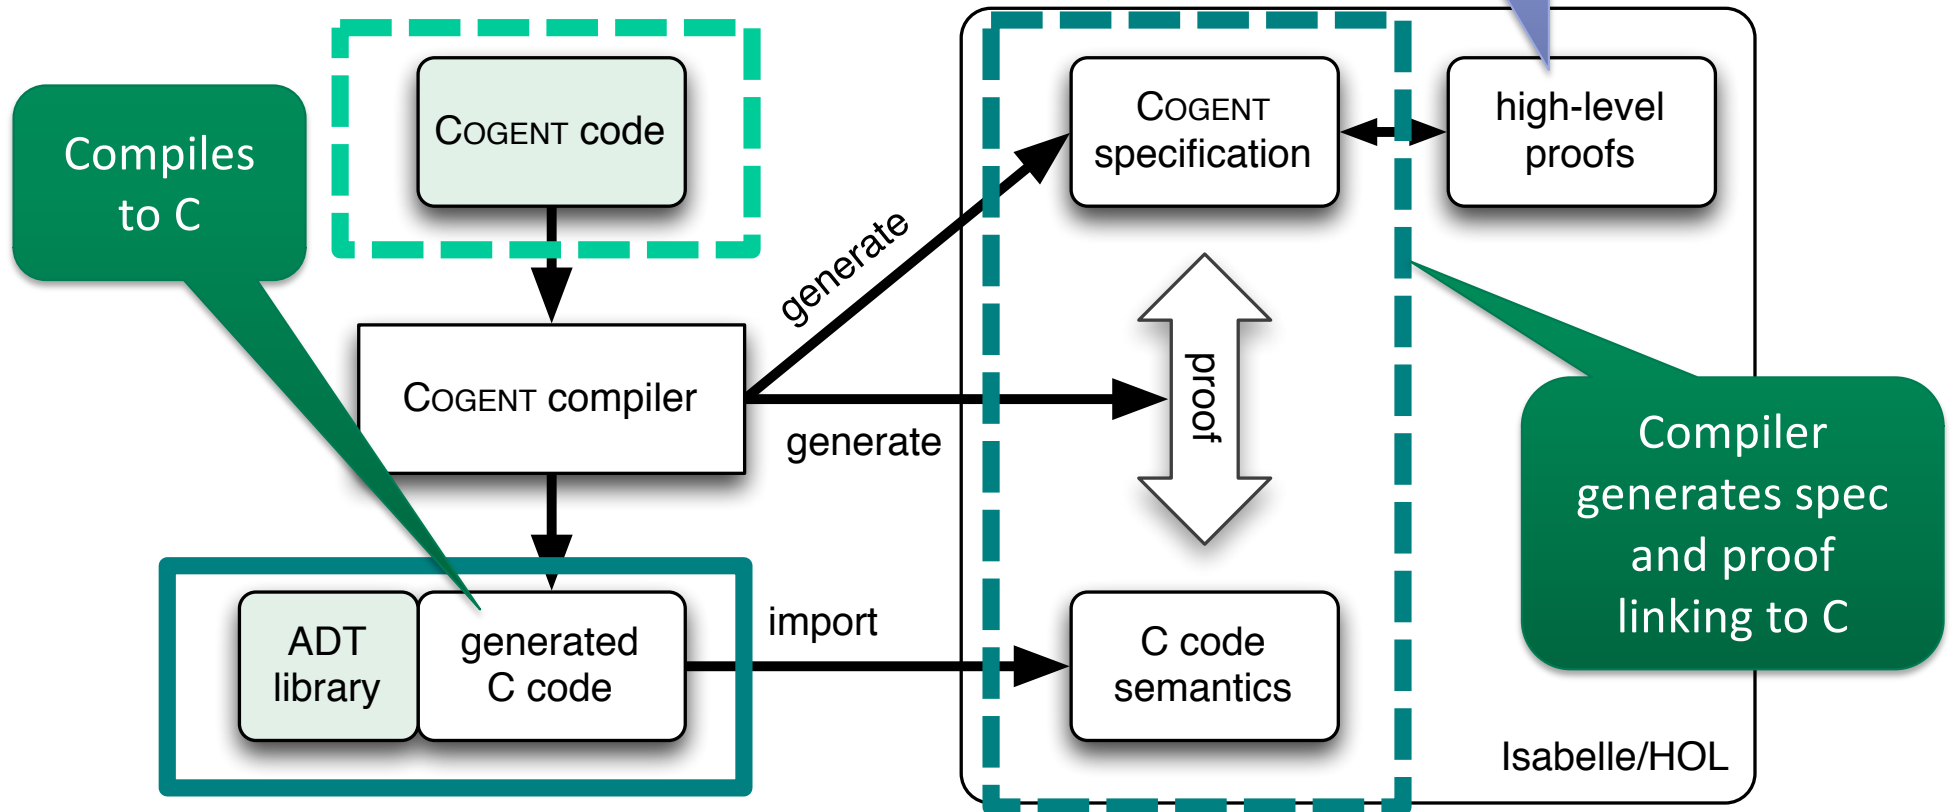 COGENT code
COGENT
specification
high-level
proofs
Compiles
to C
generate
COGENT compiler
generate
proof
Compiler
generates spec
and proof
linking to C
ADT
library
generated
C code
import
C code
semantics
Isabelle/HOL